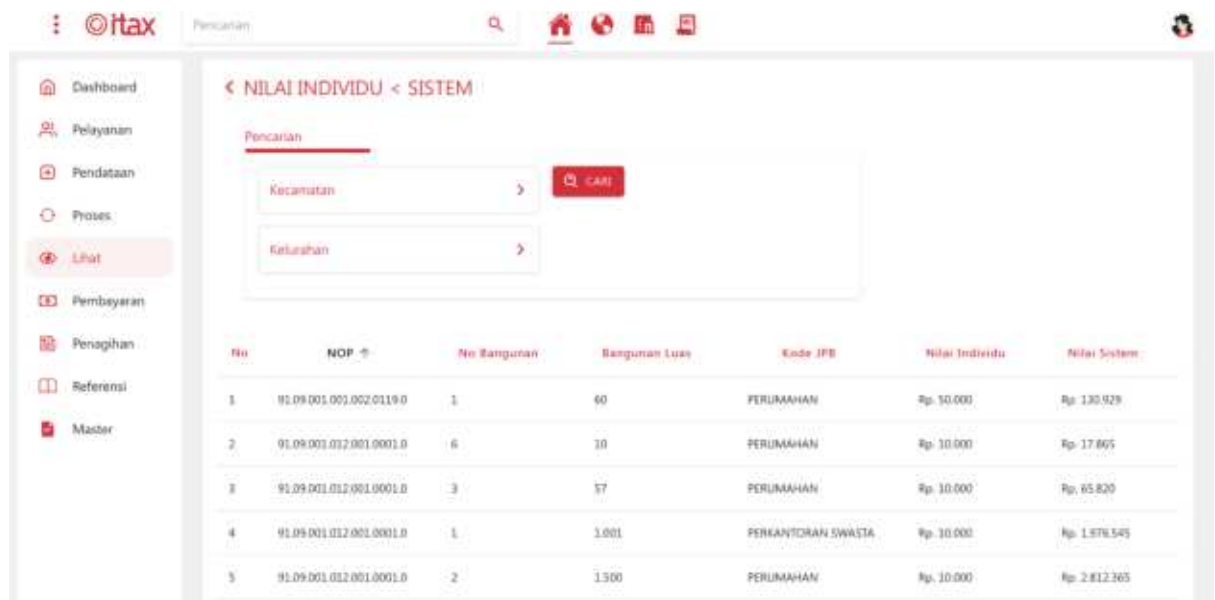 itax
Pencarian
Dashboard
Pelayanan
Pendataan
Proses
Lihat
Pembayaran
Penagihan
Referensi
Master
NILAI INDIVIDU < SISTEM
Pencarian
Kecamatan
CARI
Kelurahan
No NOP No Bangunan Bangunan Luas Kode JPB Nilai Individu Nilai Sistem
1 91.09.001.001.002.0119.0 1 60 PERUMAHAN Rp. 50.000 Rp. 130.929
2 91.09.001.012.001.0001.0 6 10 PERUMAHAN Rp. 10.000 Rp. 17.865
3 91.09.001.012.001.0001.0 3 57 PERUMAHAN Rp. 10.000 Rp. 65.820
4 91.09.001.012.001.0001.0 1 1.001 PERKANTORAN SWASTA Rp. 10.000 Rp. 1.976.545
5 91.09.001.012.001.0001.0 2 1.500 PERUMAHAN Rp. 10.000 Rp. 2.812.365